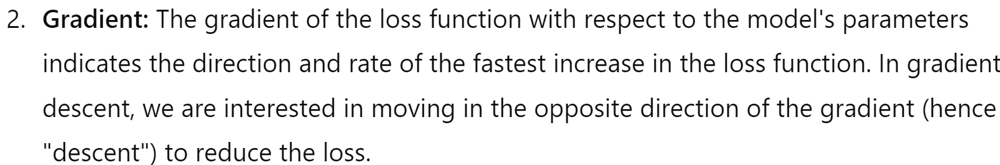 2. Gradient: The gradient of the loss function with respect to the model's parameters
indicates the direction and rate of the fastest increase in the loss function. In gradient
descent, we are interested in moving in the opposite direction of the gradient (hence
"descent") to reduce the loss.